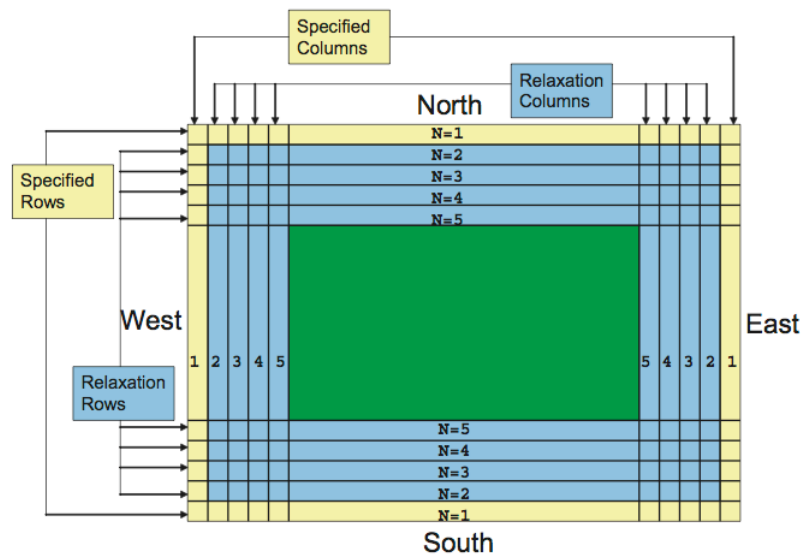 Specified
Columns
Relaxation
Columns
North
N=1
N=2
N=3
N=4
N=5
Specified
Rows
West
East
1 2 3 4 5
5 4 3 2 1
Relaxation
Rows
N=5
N=4
N=3
N=2
N=1
South